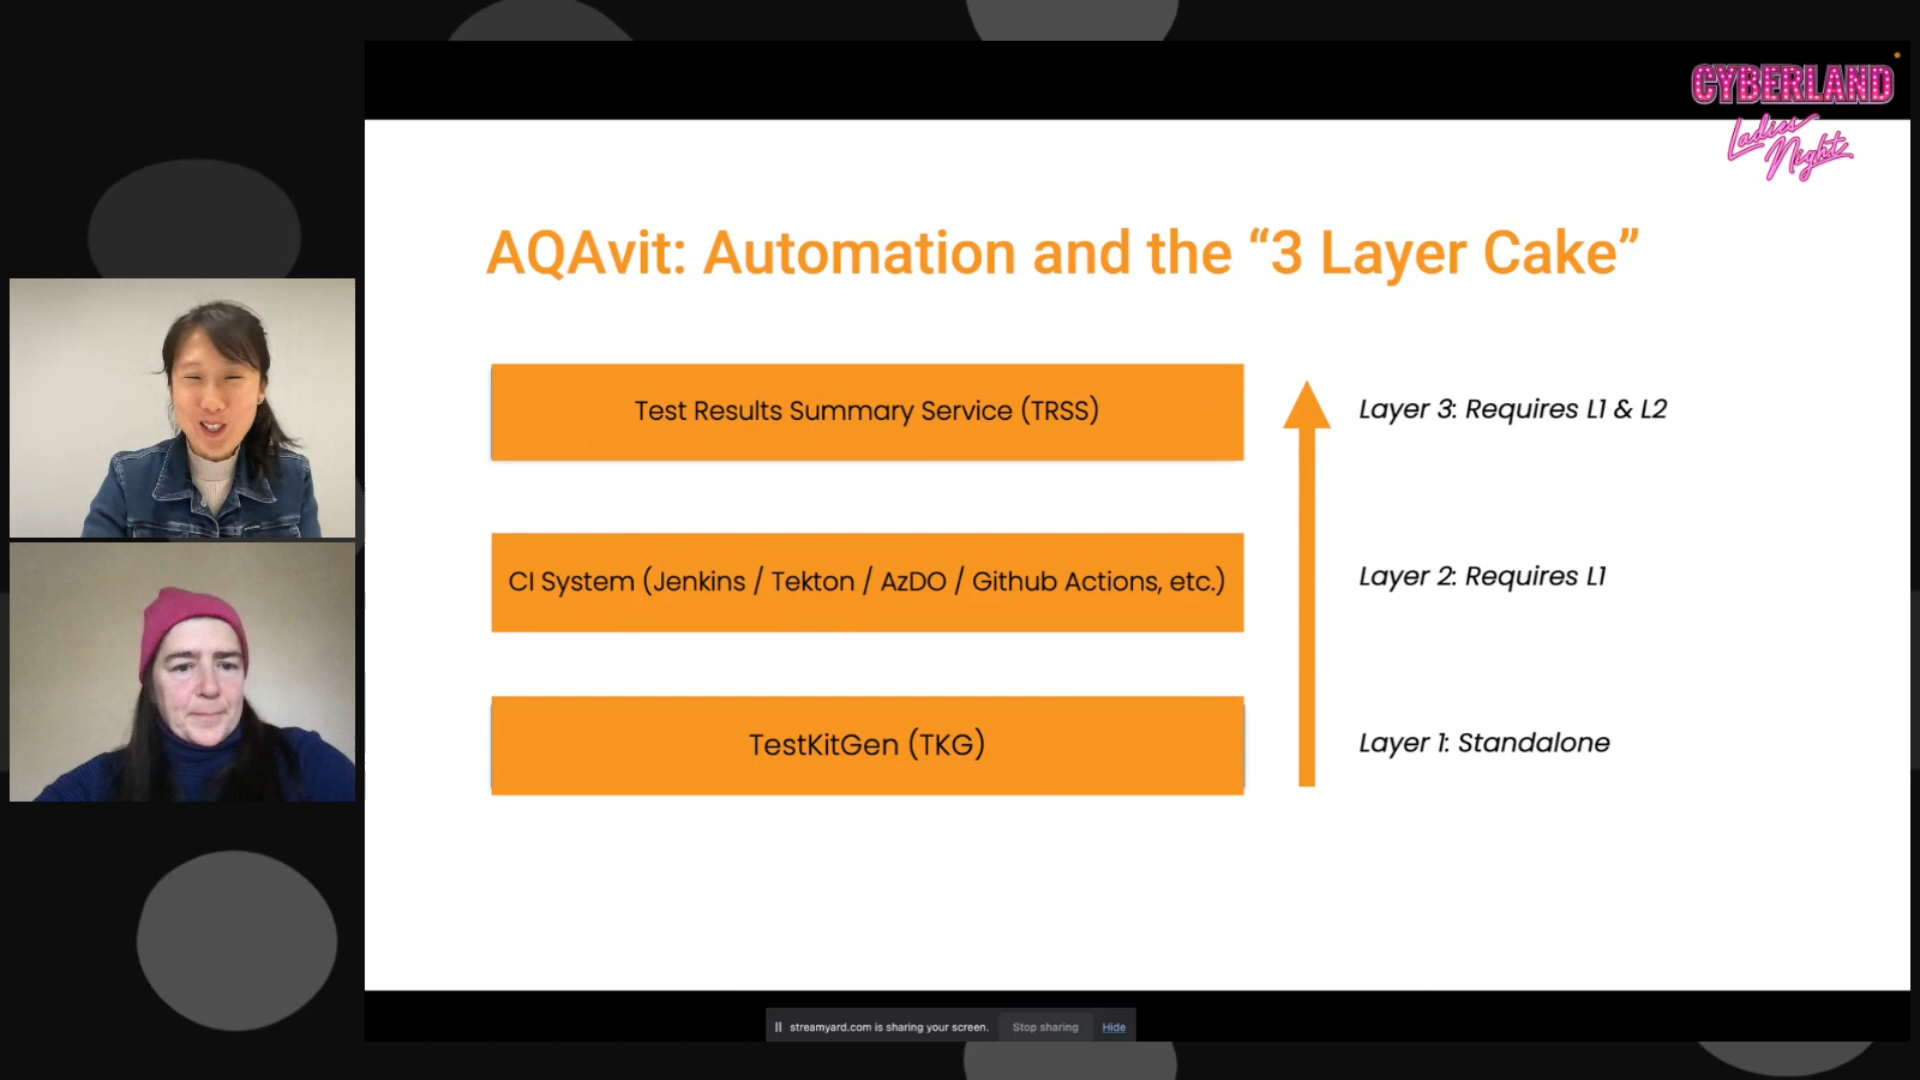 CYBERLAND
Ladies
Night
AQAvit: Automation and the “3 Layer Cake”
Test Results Summary Service (TRSS)
Layer 3: Requires L1 & L2
CI System (Jenkins / Tekton / AzDO / Github Actions, etc.)
Layer 2: Requires L1
TestKitGen (TKG)
Layer 1: Standalone
streamyard.com is sharing your screen. Stop sharing Hide